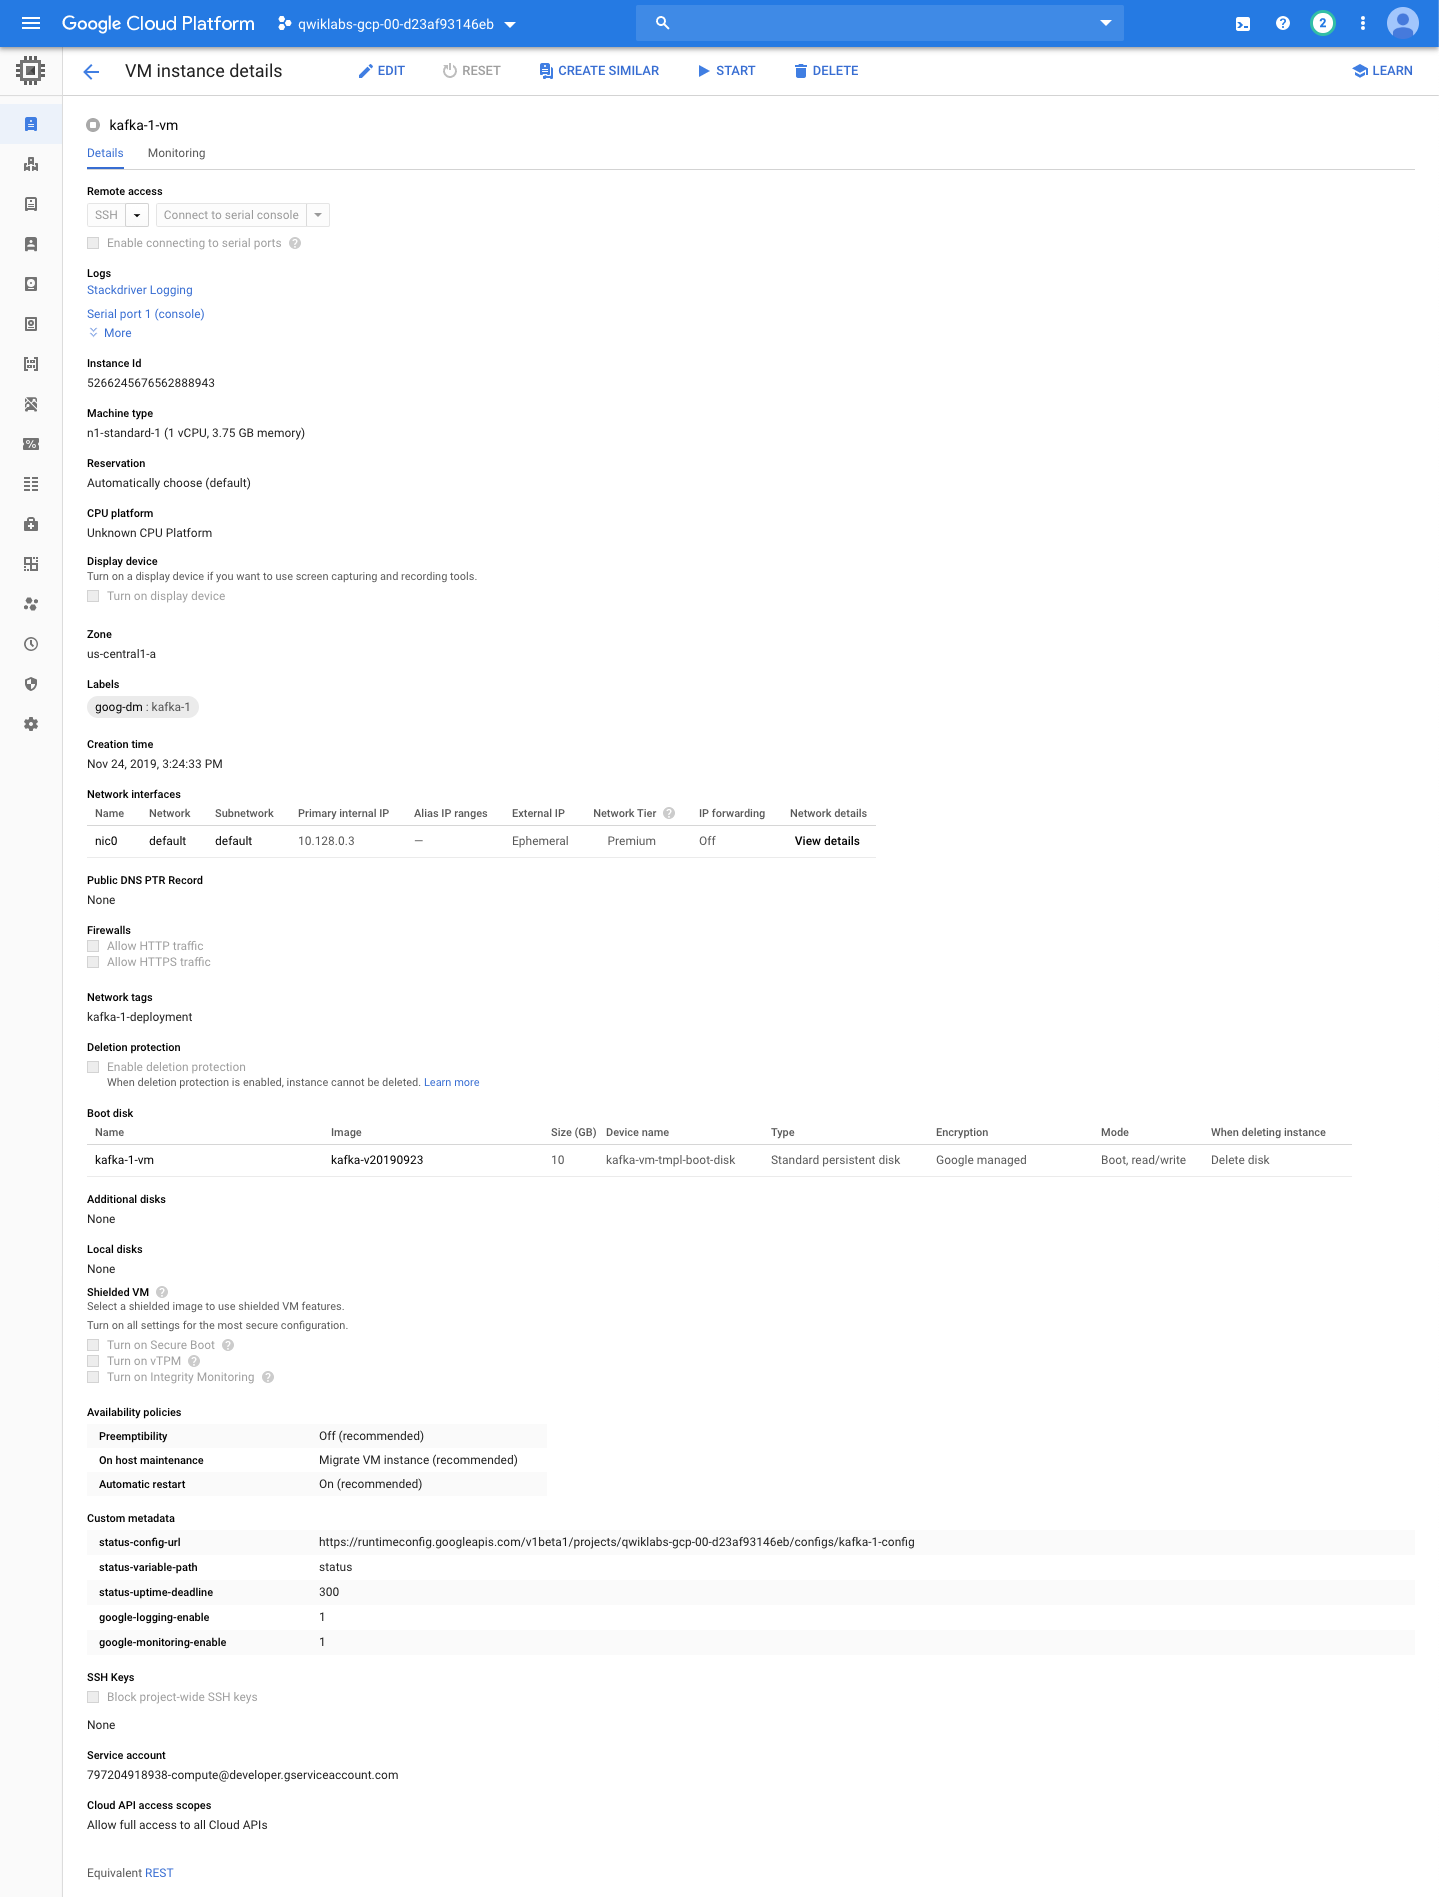 Google Cloud Platform qwiklabs-gcp-00-d23af93146eb 2
VM instance details EDIT RESET CREATE SIMILAR START DELETE LEARN
kafka-1-vm
Details Monitoring
Remote access
SSH Connect to serial console
Enable connecting to serial ports ?
Logs
Stackdriver Logging
Serial port 1 (console)
More
Instance Id
5266245676562888943
Machine type
n1-standard-1 (1 vCPU, 3.75 GB memory)
Reservation
Automatically choose (default)
CPU platform
Unknown CPU Platform
Display device
Turn on a display device if you want to use screen capturing and recording tools.
Turn on display device
Zone
us-central1-a
Labels
goog-dm : kafka-1
Creation time
Nov 24, 2019, 3:24:33 PM
Network interfaces
Name Network Subnetwork Primary internal IP Alias IP ranges External IP Network Tier ? IP forwarding Network details
nic0 default default 10.128.0.3 — Ephemeral Premium Off View details
Public DNS PTR Record
None
Firewalls
Allow HTTP traffic
Allow HTTPS traffic
Network tags
kafka-1-deployment
Deletion protection
Enable deletion protection
When deletion protection is enabled, instance cannot be deleted. Learn more
Boot disk
Name Image Size (GB) Device name Type Encryption Mode When deleting instance
kafka-1-vm kafka-v20190923 10 kafka-vm-tmpl-boot-disk Standard persistent disk Google managed Boot, read/write Delete disk
Additional disks
None
Local disks
None
Shielded VM ?
Select a shielded image to use shielded VM features.
Turn on all settings for the most secure configuration.
Turn on Secure Boot ?
Turn on vTPM ?
Turn on Integrity Monitoring ?
Availability policies
Preemptibility Off (recommended)
On host maintenance Migrate VM instance (recommended)
Automatic restart On (recommended)
Custom metadata
status-config-url https://runtimeconfig.googleapis.com/v1beta1/projects/qwiklabs-gcp-00-d23af93146eb/configs/kafka-1-config
status-variable-path status
status-uptime-deadline 300
google-logging-enable 1
google-monitoring-enable 1
SSH Keys
Block project-wide SSH keys
None
Service account
797204918938-compute@developer.gserviceaccount.com
Cloud API access scopes
Allow full access to all Cloud APIs
Equivalent REST